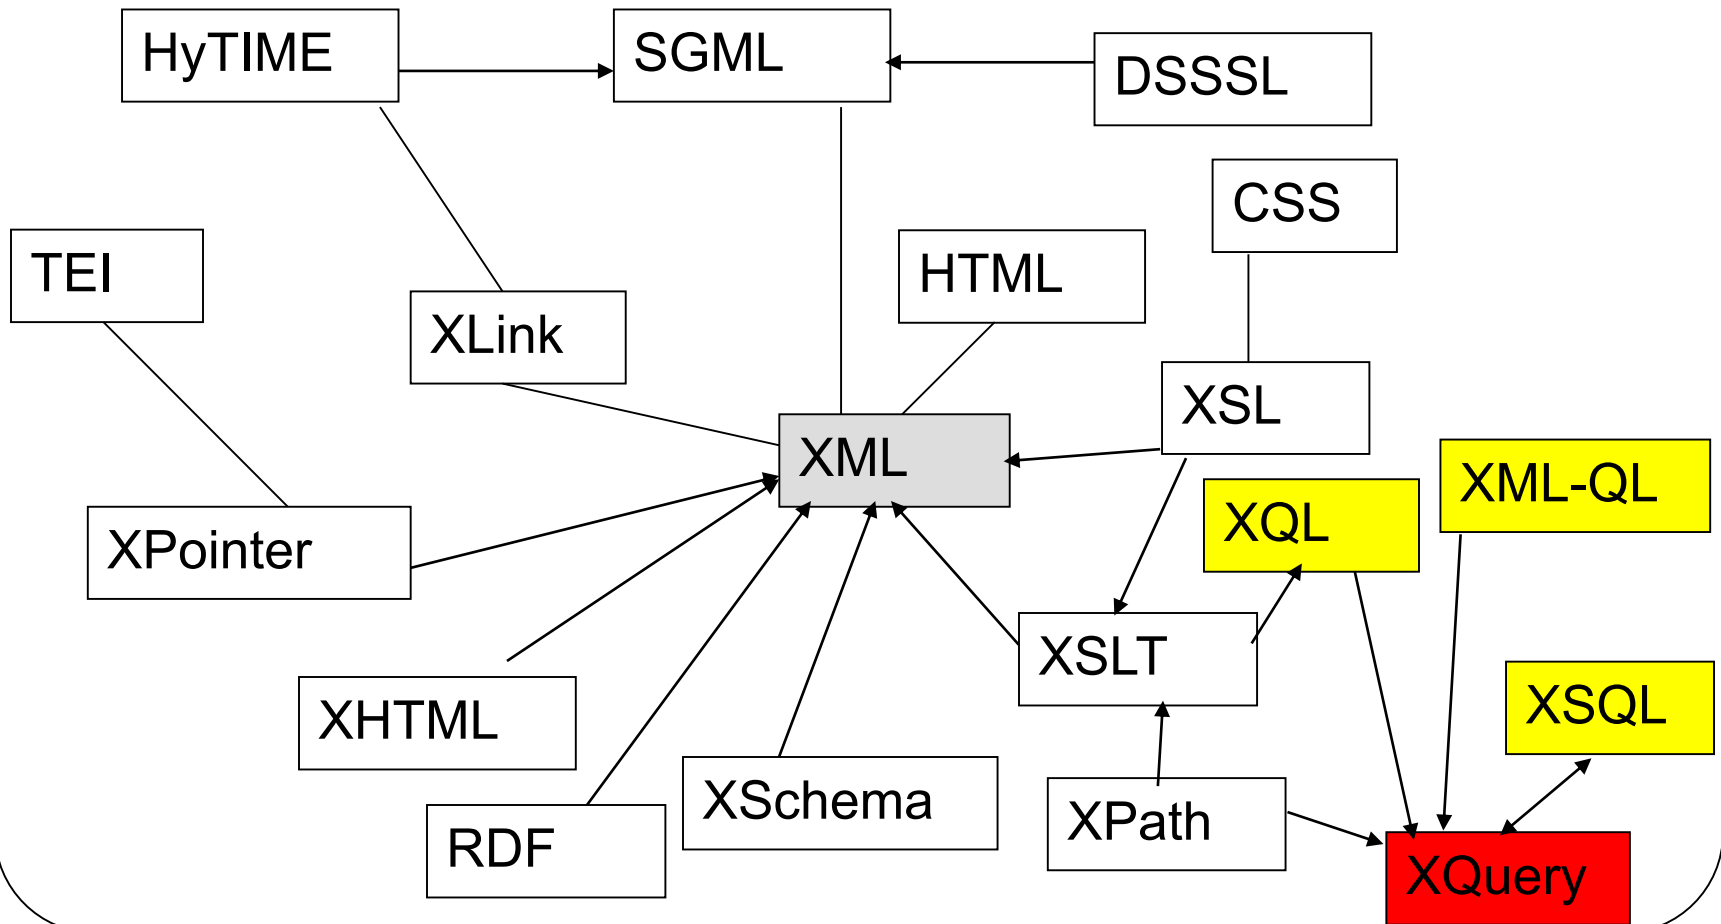 HyTIME
SGML
DSSSL
CSS
TEI
HTML
XLink
XSL
XML
XML-QL
XQL
XPointer
XSLT
XSQL
XHTML
XSchema
XPath
RDF
XQuery